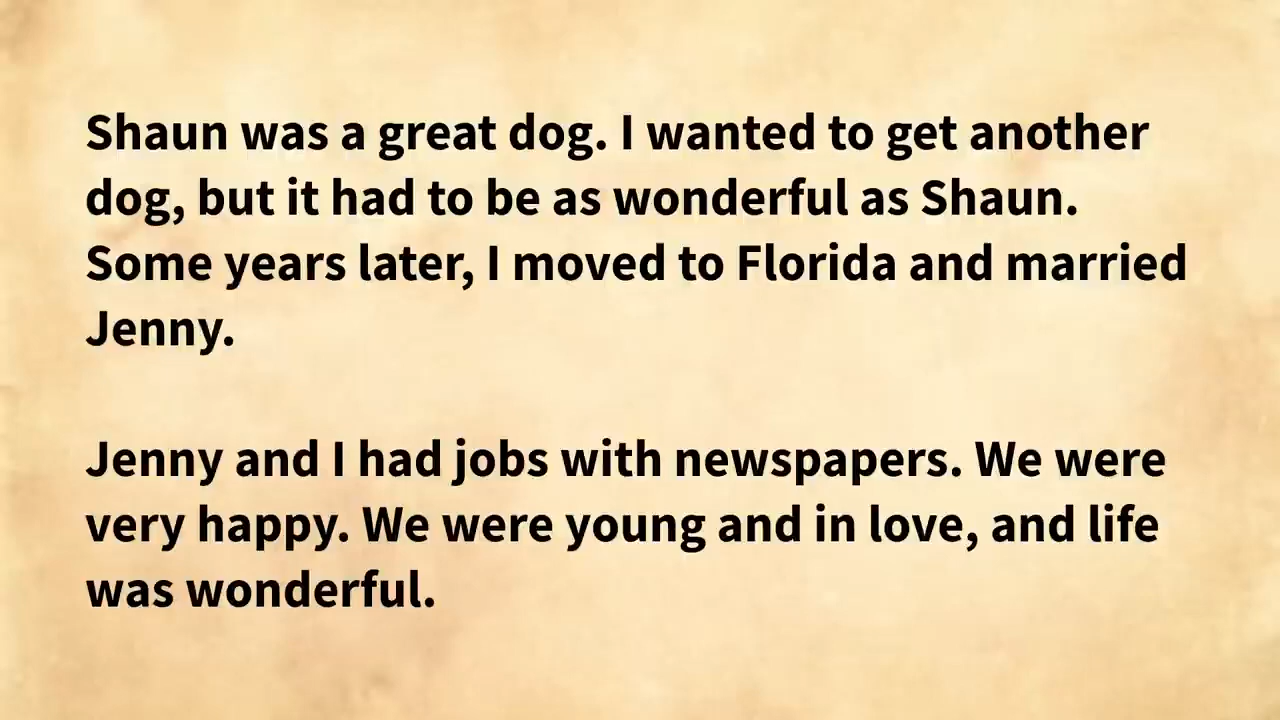 Shaun was a great dog. I wanted to get another
dog, but it had to be as wonderful as Shaun.
Some years later, I moved to Florida and married
Jenny.
Jenny and I had jobs with newspapers. We were
very happy. We were young and in love, and life
was wonderful.